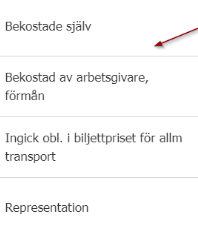 Bekostade själv
Bekostad av arbetsgivare,
förmån
Ingick obl. i biljettpriset för allm
transport
Representation